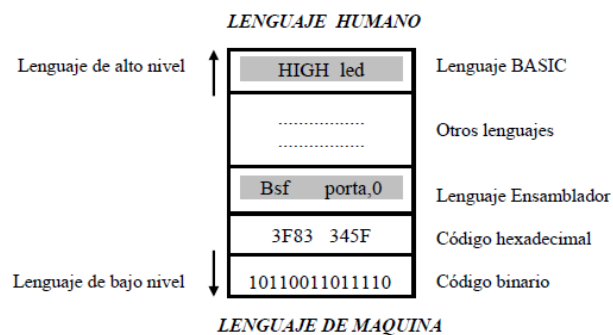 LENGUAJE HUMANO
Lenguaje de alto nivel HIGH led Lenguaje BASIC
.................
................. Otros lenguajes
Bsf porta,0 Lenguaje Ensamblador
3F83 345F Código hexadecimal
Lenguaje de bajo nivel 10110011011110 Código binario
LENGUAJE DE MAQUINA